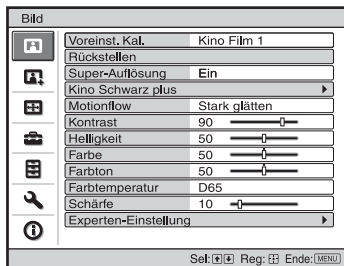 Bild
Voreinst. Kal. Kino Film 1
Rückstellen
Super-Auflösung Ein
Kino Schwarz plus
Motionflow Stark glätten
Kontrast 90
Helligkeit 50
Farbe 50
Farbton 50
Farbtemperatur D65
Schärfe 10
Experten-Einstellung
Sel: Reg: Ende: MENU